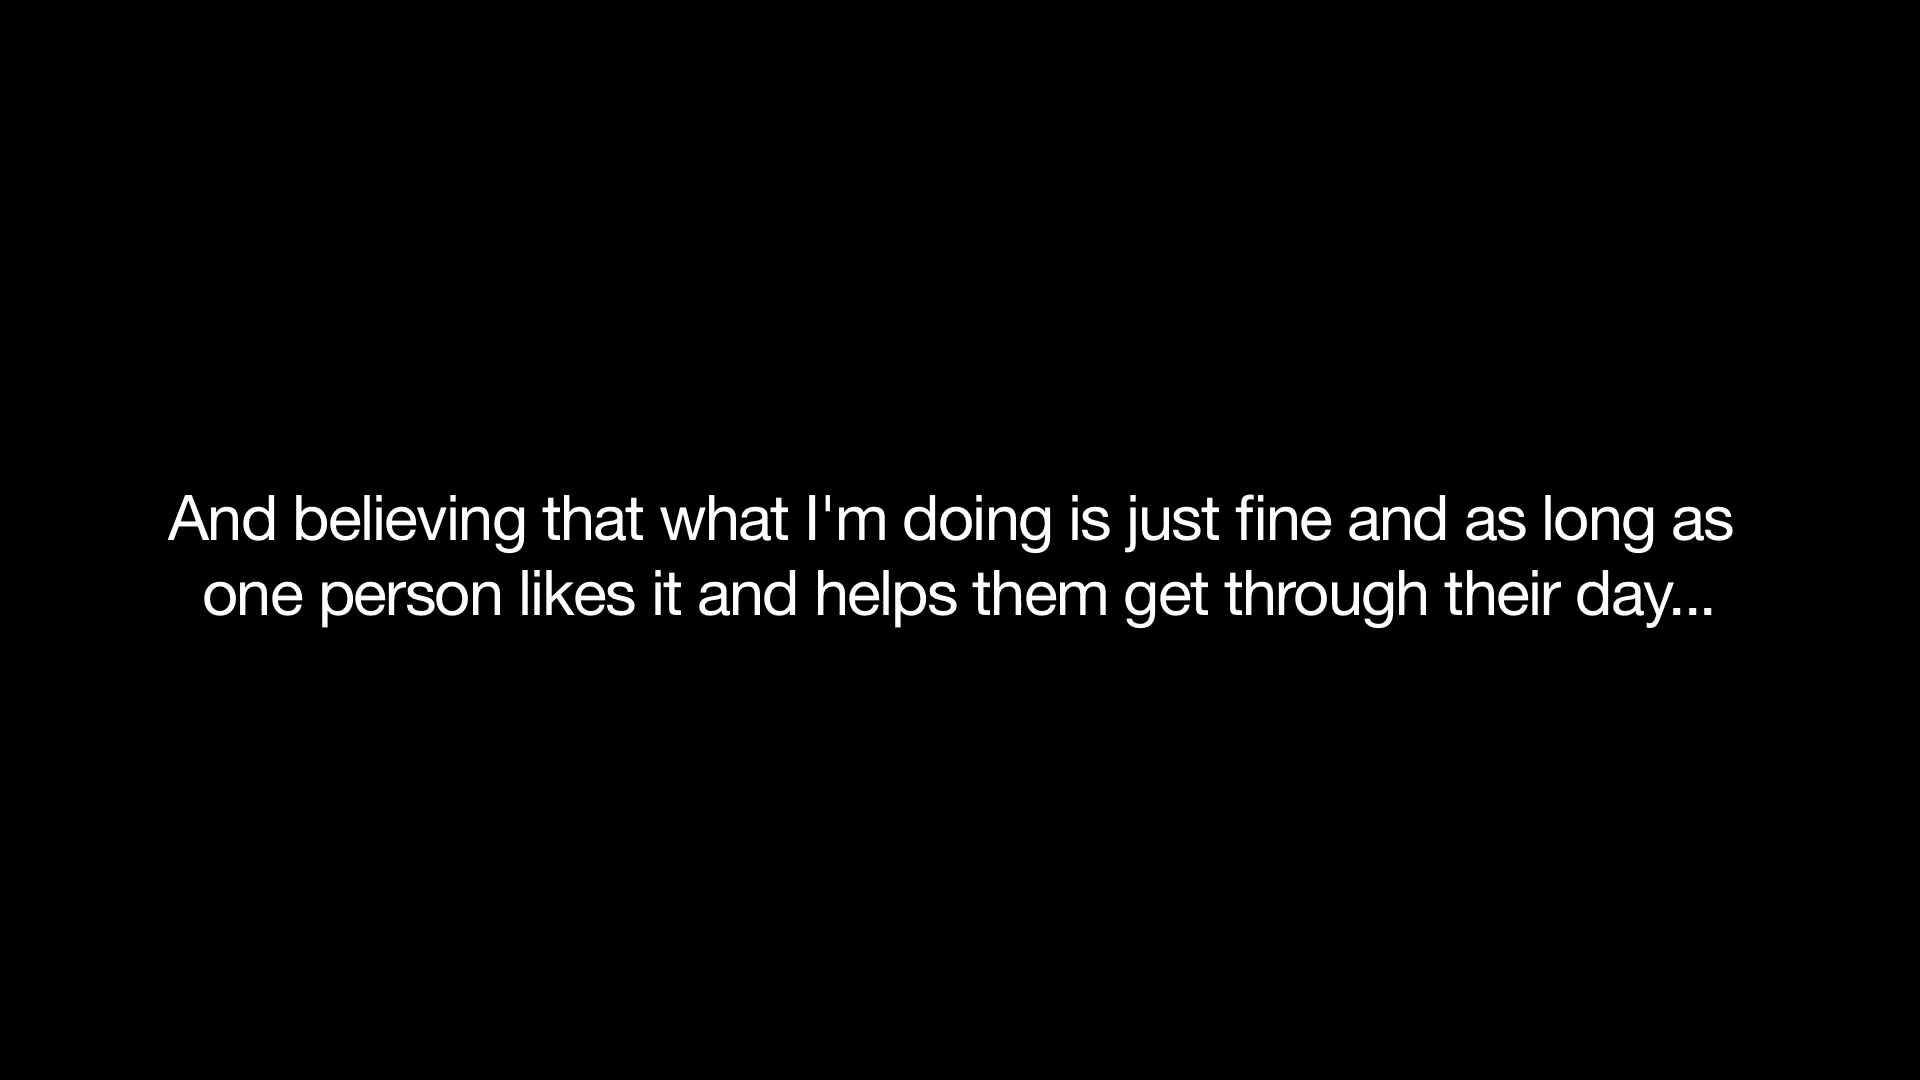 And believing that what I'm doing is just fine and as long as
one person likes it and helps them get through their day...